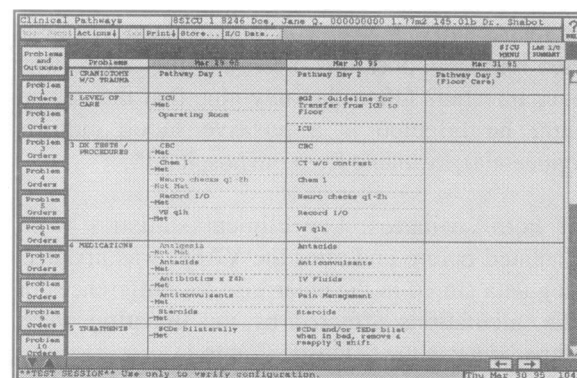 Clinical Pathways 8SICU 1 8246 Doe, Jane Q. 000000000 1.77m2 145.01b Dr. Shabot
Actions↓ Print↓ Store... S/C Data...
SICU MENU LAB I/O SUMMARY
Problems and Outcomes
Problems Mar 29 95 Mar 30 95 Mar 31 95
1 CRANIOTOMY W/O TRAUMA Pathway Day 1 Pathway Day 2 Pathway Day 3 (Floor Care)
Problem 1 Orders
2 LEVEL OF CARE
ICU
~Met
Operating Room
8G2 - Guideline for Transfer from ICU to Floor
ICU
Problem 2 Orders
3 DX TESTS / PROCEDURES
CBC
~Met
Chem 1
~Met
Neuro checks q1-2h
~Not Met
Record I/O
~Met
VS q1h
~Met
CBC
CT w/o contrast
Chem 1
Neuro checks q1-2h
Record I/O
VS q1h
Problem 3 Orders
Problem 4 Orders
Problem 5 Orders
Problem 6 Orders
4 MEDICATIONS
Analgesia
~Not Met
Antacids
~Met
Antibiotics x 24h
~Met
Anticonvulsants
~Met
Steroids
~Met
Antacids
Anticonvulsants
IV Fluids
Pain Management
Steroids
Problem 7 Orders
Problem 8 Orders
Problem 9 Orders
5 TREATMENTS
SCDs bilaterally
~Met
SCDs and/or TEDs bilat when in bed, remove & reapply q shift
Problem 10 Orders
**TEST SESSION** Use only to verify configuration.
Thu Mar 30 95